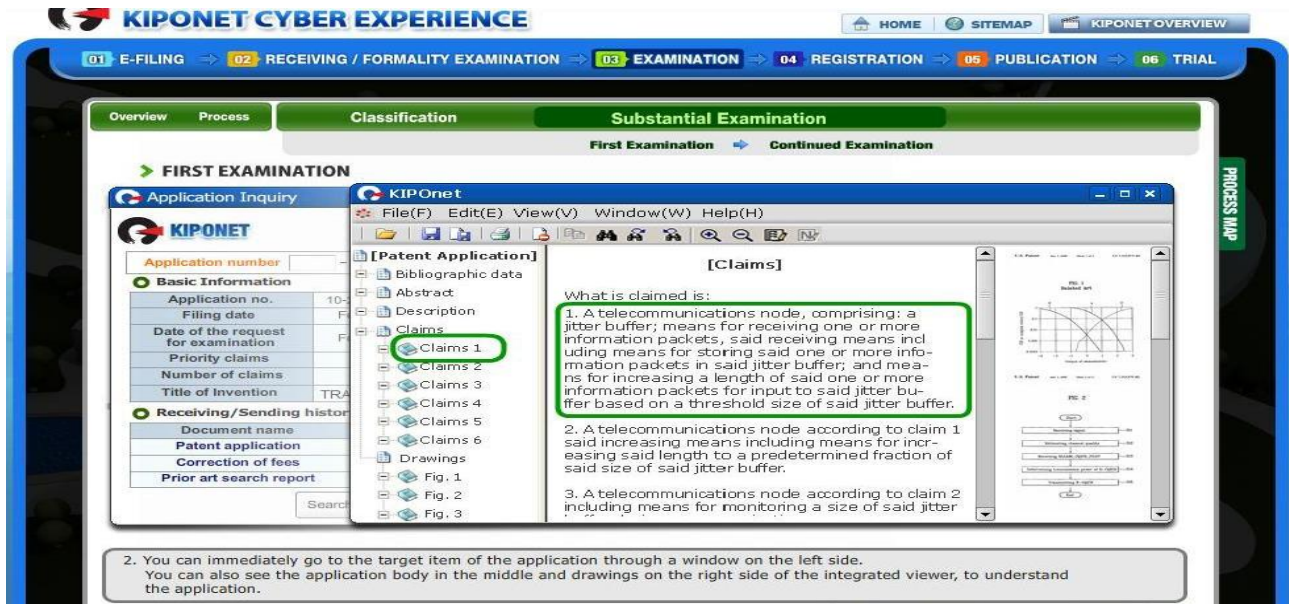 KIPONET CYBER EXPERIENCE
HOME
SITEMAP
KIPONET OVERVIEW
01 E-FILING
02 RECEIVING / FORMALITY EXAMINATION
03 EXAMINATION
04 REGISTRATION
05 PUBLICATION
06 TRIAL
Overview
Process
Classification
Substantial Examination
First Examination
Continued Examination
PROCESS MAP
FIRST EXAMINATION
Application Inquiry
KIPONET
Application number
Basic Information
Application no.
10-
Filing date
Date of the request
for examination
Priority claims
Number of claims
Title of Invention
TRA
Receiving/Sending histor
Document name
Patent application
Correction of fees
Prior art search report
Search
KIPOnet
File(F) Edit(E) View(V) Window(W) Help(H)
[Patent Application]
Bibliographic data
Abstract
Description
Claims
Claims 1
Claims 2
Claims 3
Claims 4
Claims 5
Claims 6
Drawings
Fig. 1
Fig. 2
Fig. 3
[Claims]
What is claimed is:
1. A telecommunications node, comprising: a
jitter buffer; means for receiving one or more
information packets, said receiving means incl
uding means for storing said one or more info-
rmation packets in said jitter buffer; and mea-
ns for increasing a length of said one or more
information packets for input to said jitter bu-
ffer based on a threshold size of said jitter buffer.
2. A telecommunications node according to claim 1
said increasing means including means for incr-
easing said length to a predetermined fraction of
said size of said jitter buffer.
3. A telecommunications node according to claim 2
including means for monitoring a size of said jitter
FIG. 1
FIG. 2
2. You can immediately go to the target item of the application through a window on the left side.
You can also see the application body in the middle and drawings on the right side of the integrated viewer, to understand
the application.